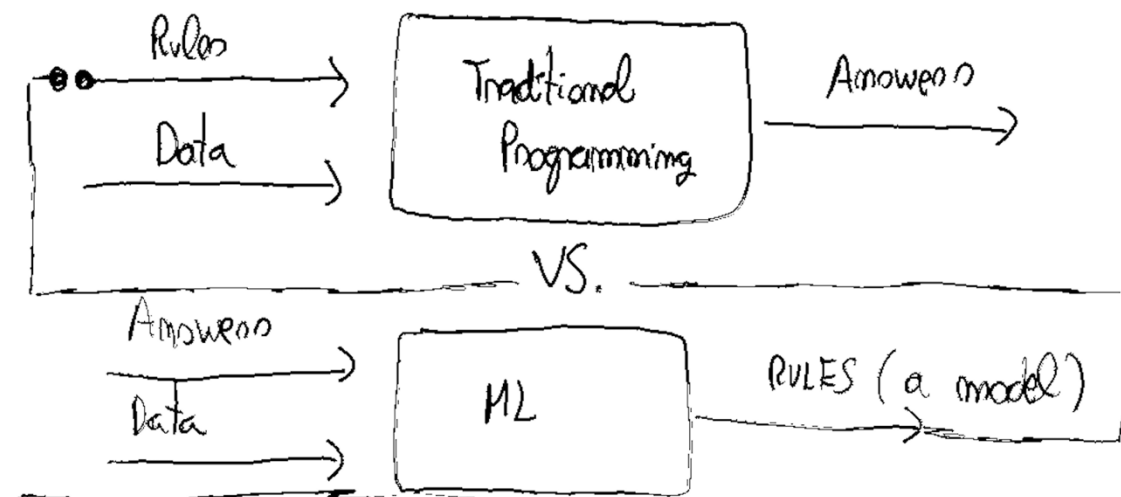 Rules
Data
Traditional
Programming
Answers
VS.
Answers
Data
ML
RULES (a model)